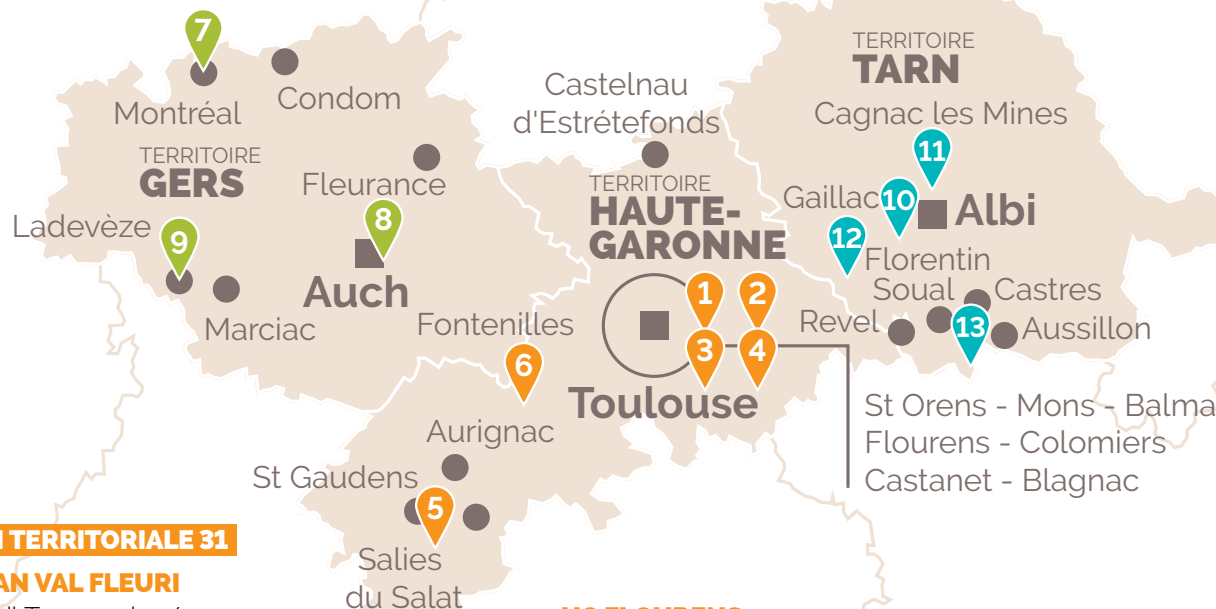 7
Montréal
Condom
TERRITOIRE
GERS
Fleurance
Ladevèze
9
8
Auch
Marciac
Castelnau
d'Estrétefonds
TERRITOIRE
HAUTE-
GARONNE
1
2
3
4
Toulouse
Fontenilles
6
Aurignac
St Gaudens
5
Salies
du Salat
TERRITOIRE
TARN
Cagnac les Mines
11
Gaillac
10
Albi
12
Florentin
Soual
Castres
Revel
13
Aussillon
St Orens - Mons - Balma
Flourens - Colomiers
Castanet - Blagnac
TERRITORIALE 31
AN VAL FLEURI